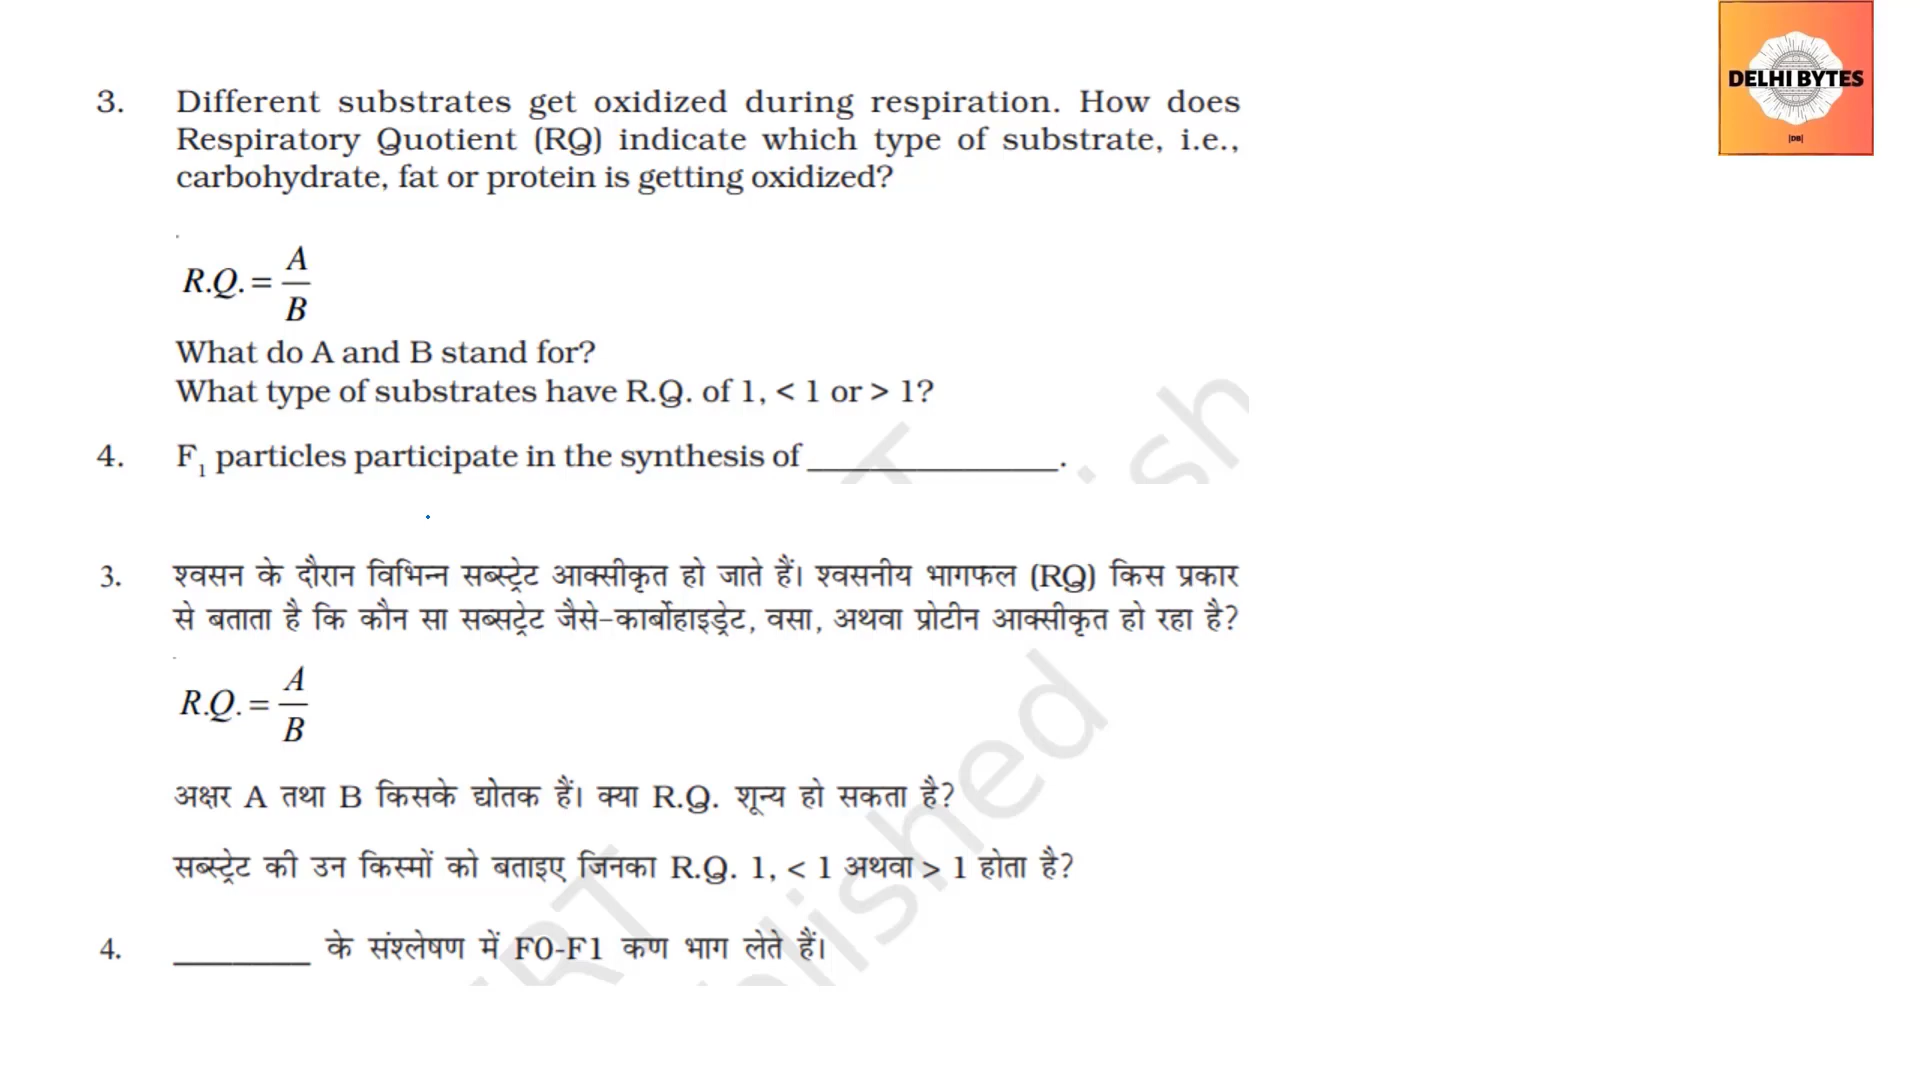 DELHI BYTES
|DB|
3. Different substrates get oxidized during respiration. How does
Respiratory Quotient (RQ) indicate which type of substrate, i.e.,
carbohydrate, fat or protein is getting oxidized?
R.Q. = A/B
What do A and B stand for?
What type of substrates have R.Q. of 1, < 1 or > 1?
4. F₁ particles participate in the synthesis of ______________.
3. श्वसन के दौरान विभिन्न सब्स्ट्रेट आक्सीकृत हो जाते हैं। श्वसनीय भागफल (RQ) किस प्रकार
से बताता है कि कौन सा सब्सट्रेट जैसे-कार्बोहाइड्रेट, वसा, अथवा प्रोटीन आक्सीकृत हो रहा है?
R.Q. = A/B
अक्षर A तथा B किसके द्योतक हैं। क्या R.Q. शून्य हो सकता है?
सब्स्ट्रेट की उन किस्मों को बताइए जिनका R.Q. 1, < 1 अथवा > 1 होता है?
4. ________ के संश्लेषण में F0-F1 कण भाग लेते हैं।